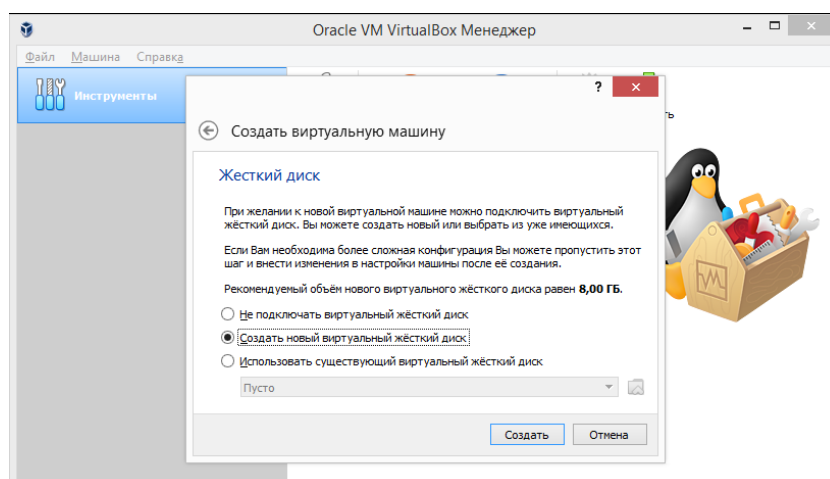 Oracle VM VirtualBox Менеджер
Файл Машина Справка
Инструменты
?
Создать виртуальную машину
Жесткий диск
При желании к новой виртуальной машине можно подключить виртуальный
жёсткий диск. Вы можете создать новый или выбрать из уже имеющихся.
Если Вам необходима более сложная конфигурация Вы можете пропустить этот
шаг и внести изменения в настройки машины после её создания.
Рекомендуемый объём нового виртуального жёсткого диска равен 8,00 ГБ.
Не подключать виртуальный жёсткий диск
Создать новый виртуальный жёсткий диск
Использовать существующий виртуальный жёсткий диск
Пусто
Создать Отмена